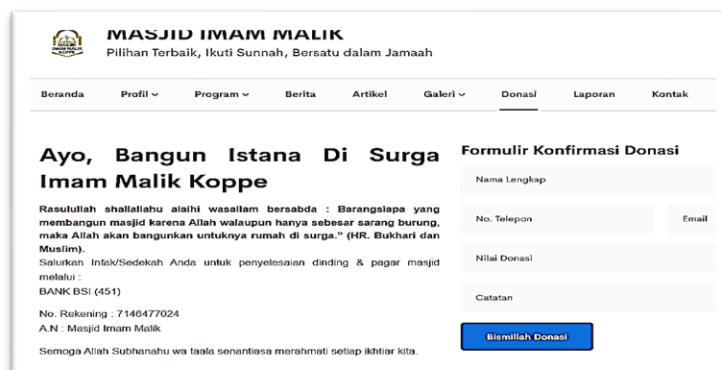 MASJID IMAM MALIK
Pilihan Terbaik, Ikuti Sunnah, Bersatu dalam Jamaah
Beranda Profil Program Berita Artikel Galeri Donasi Laporan Kontak
Ayo, Bangun Istana Di Surga
Imam Malik Koppe
Rasulullah shallallahu alaihi wasallam bersabda : Barangsiapa yang
membangun masjid karena Allah walaupun hanya sebesar sarang burung,
maka Allah akan bangunkan untuknya rumah di surga.” (HR. Bukhari dan
Muslim).
Salurkan Infak/Sedekah Anda untuk penyelesaian dinding & pagar masjid
melalui :
BANK BSI (451)
No. Rekening : 7146477024
A.N : Masjid Imam Malik
Semoga Allah Subhanahu wa taala senantiasa merahmati setiap ikhtiar kita.
Formulir Konfirmasi Donasi
Nama Lengkap
No. Telepon Email
Nilai Donasi
Catatan
Bismillah Donasi